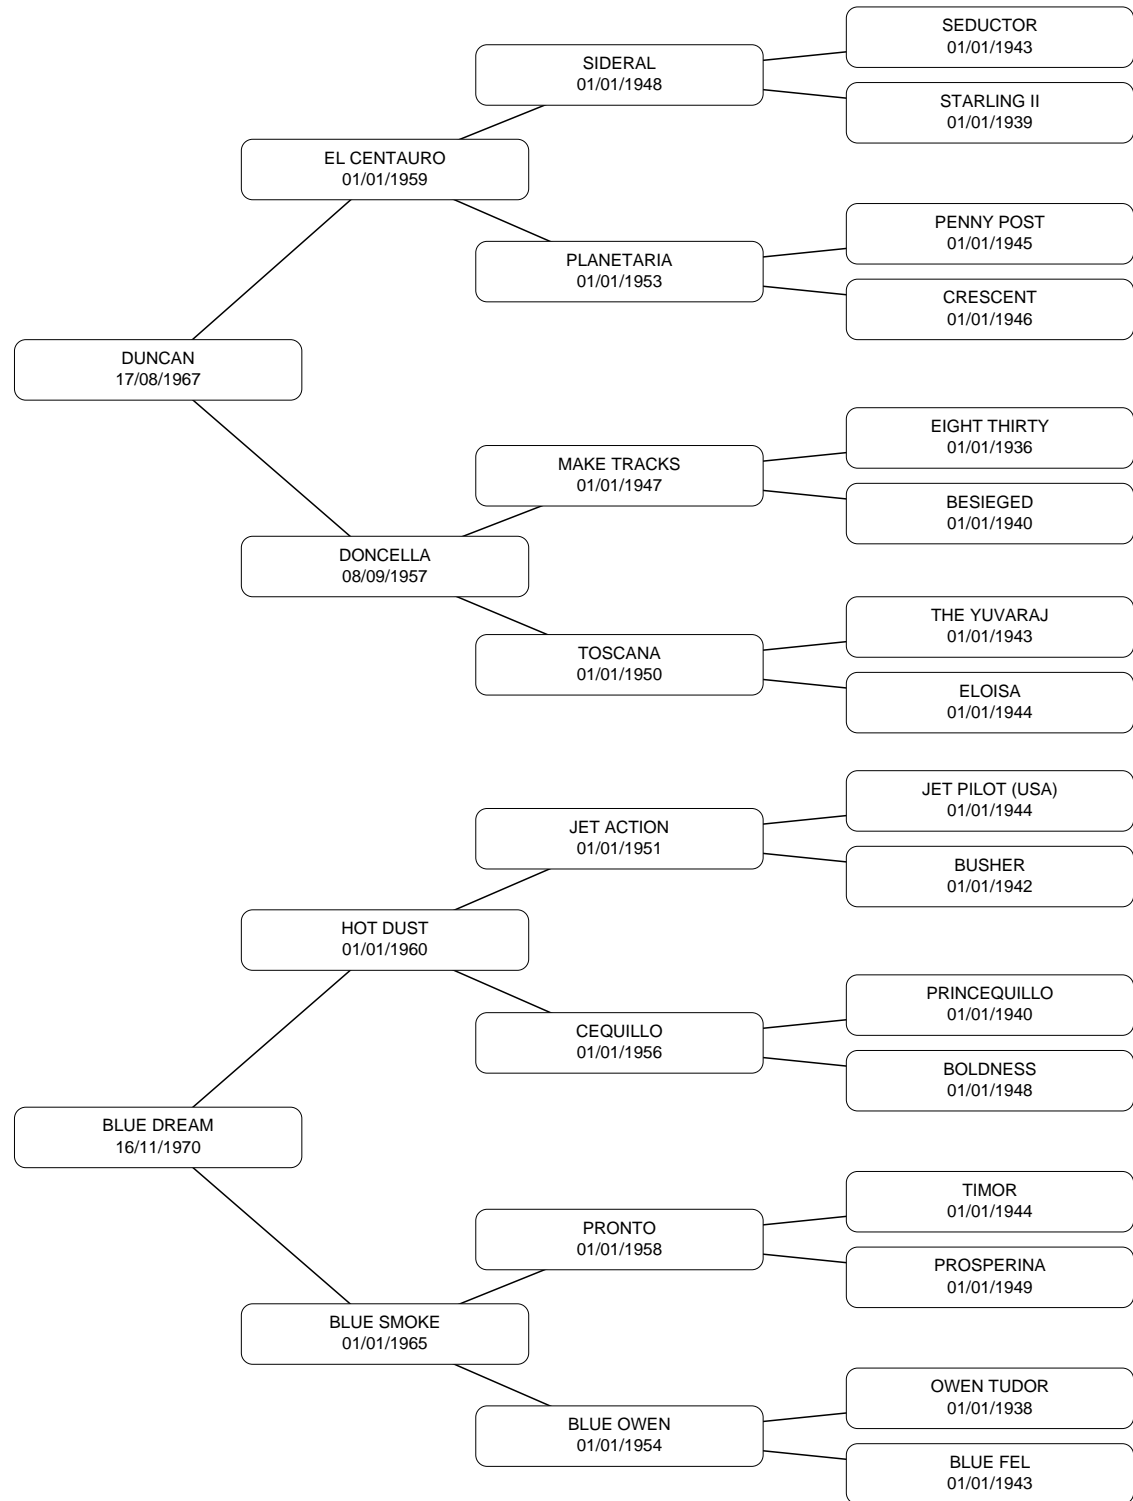 SEDUCTOR
01/01/1943
SIDERAL
01/01/1948
STARLING II
01/01/1939
EL CENTAURO
01/01/1959
PENNY POST
01/01/1945
PLANETARIA
01/01/1953
CRESCENT
01/01/1946
DUNCAN
17/08/1967
EIGHT THIRTY
01/01/1936
MAKE TRACKS
01/01/1947
BESIEGED
01/01/1940
DONCELLA
08/09/1957
THE YUVARAJ
01/01/1943
TOSCANA
01/01/1950
ELOISA
01/01/1944
JET PILOT (USA)
01/01/1944
JET ACTION
01/01/1951
BUSHER
01/01/1942
HOT DUST
01/01/1960
PRINCEQUILLO
01/01/1940
CEQUILLO
01/01/1956
BOLDNESS
01/01/1948
BLUE DREAM
16/11/1970
TIMOR
01/01/1944
PRONTO
01/01/1958
PROSPERINA
01/01/1949
BLUE SMOKE
01/01/1965
OWEN TUDOR
01/01/1938
BLUE OWEN
01/01/1954
BLUE FEL
01/01/1943